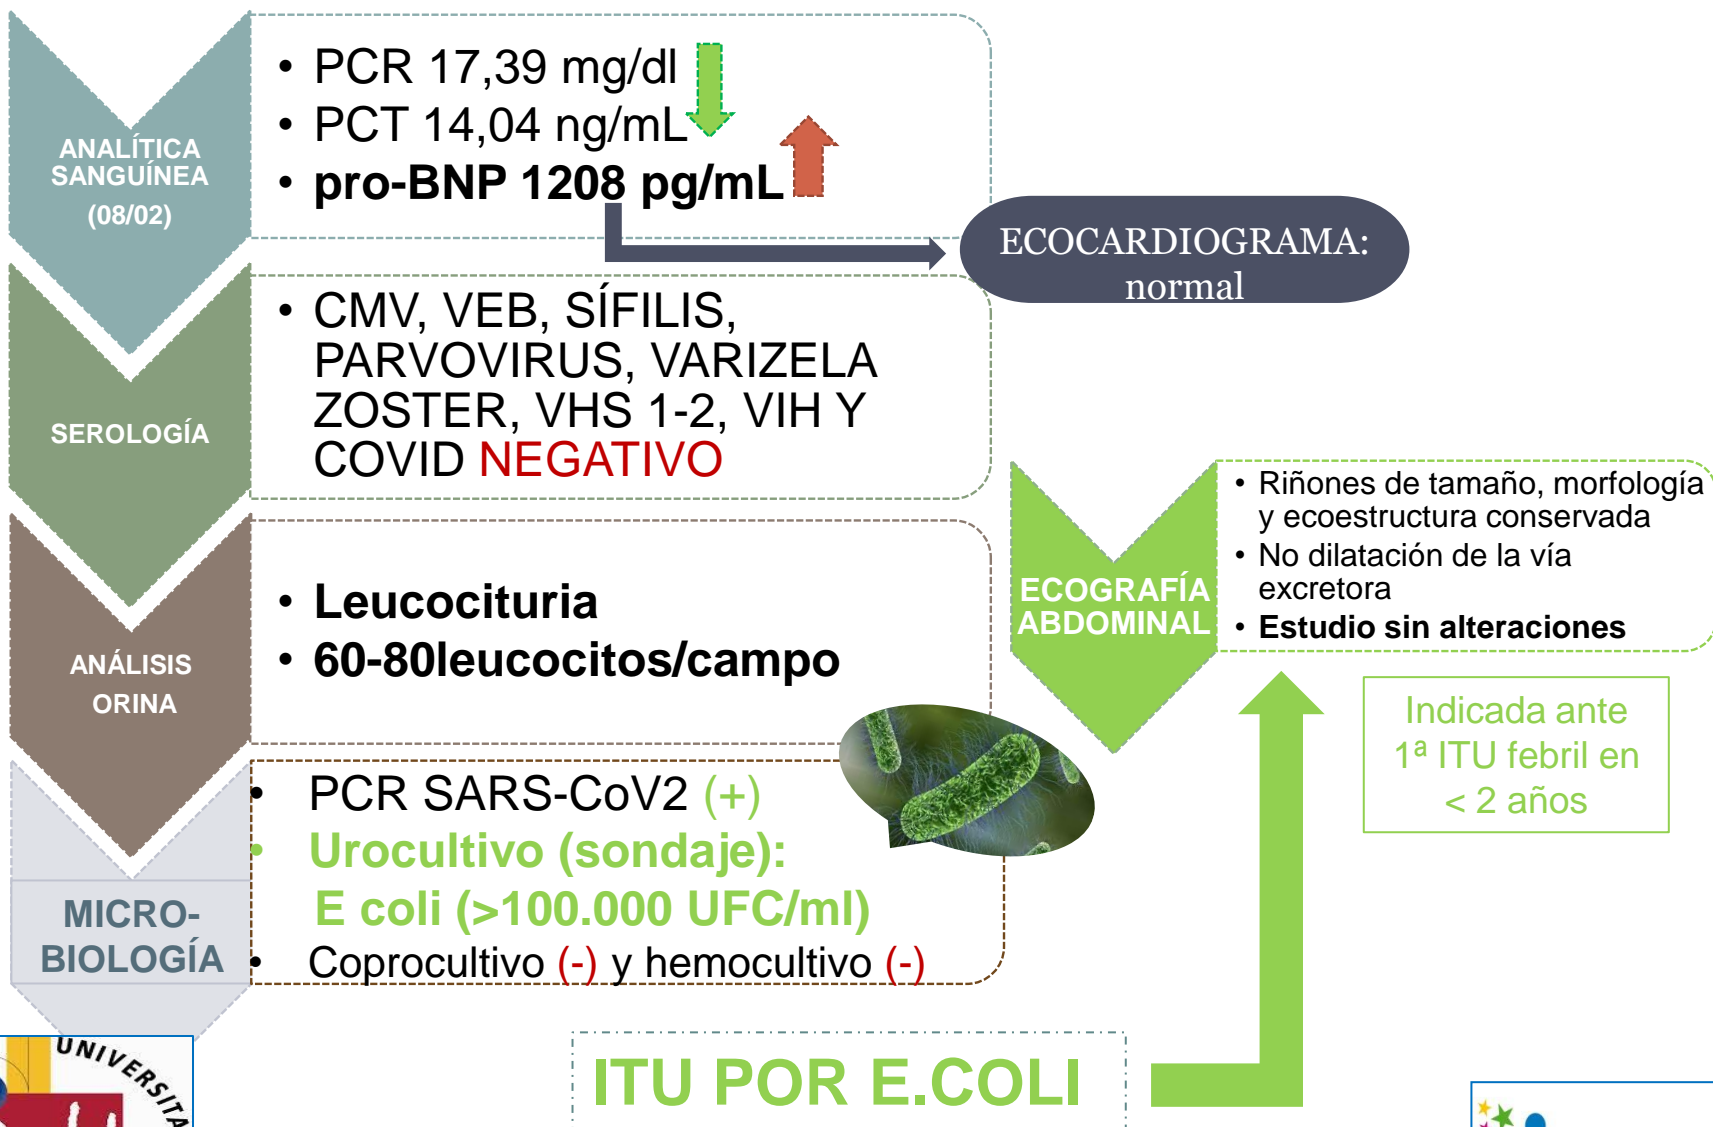 ANALÍTICA
SANGUÍNEA
(08/02)
• PCR 17,39 mg/dl
• PCT 14,04 ng/mL
• pro-BNP 1208 pg/mL
ECOCARDIOGRAMA:
normal
SEROLOGÍA
• CMV, VEB, SÍFILIS,
PARVOVIRUS, VARIZELA
ZOSTER, VHS 1-2, VIH Y
COVID NEGATIVO
ANÁLISIS
ORINA
• Leucocituria
• 60-80leucocitos/campo
MICRO-
BIOLOGÍA
• PCR SARS-CoV2 (+)
• Urocultivo (sondaje):
E coli (>100.000 UFC/ml)
• Coprocultivo (-) y hemocultivo (-)
ECOGRAFÍA
ABDOMINAL
• Riñones de tamaño, morfología
y ecoestructura conservada
• No dilatación de la vía
excretora
• Estudio sin alteraciones
Indicada ante
1ª ITU febril en
< 2 años
ITU POR E.COLI
UNIVERSITA